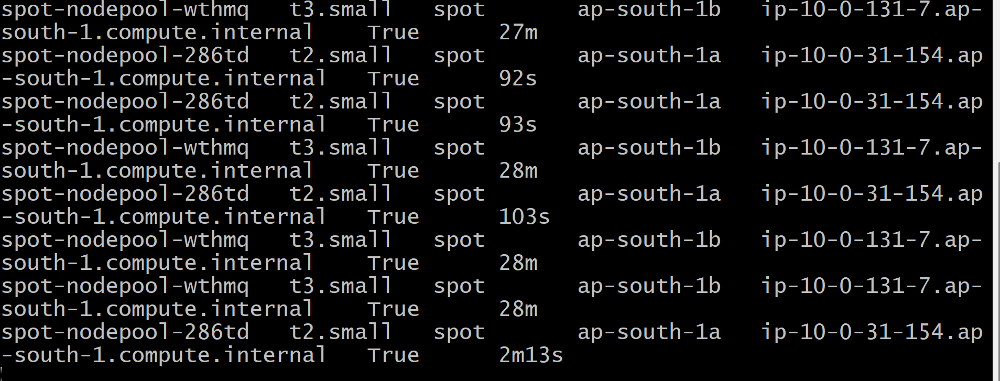 spot-nodepool-wthmq   t3.small   spot       ap-south-1b   ip-10-0-131-7.ap-
south-1.compute.internal    True      27m
spot-nodepool-286td   t2.small   spot       ap-south-1a   ip-10-0-31-154.ap
-south-1.compute.internal   True      92s
spot-nodepool-286td   t2.small   spot       ap-south-1a   ip-10-0-31-154.ap
-south-1.compute.internal   True      93s
spot-nodepool-wthmq   t3.small   spot       ap-south-1b   ip-10-0-131-7.ap-
south-1.compute.internal    True      28m
spot-nodepool-286td   t2.small   spot       ap-south-1a   ip-10-0-31-154.ap
-south-1.compute.internal   True      103s
spot-nodepool-wthmq   t3.small   spot       ap-south-1b   ip-10-0-131-7.ap-
south-1.compute.internal    True      28m
spot-nodepool-wthmq   t3.small   spot       ap-south-1b   ip-10-0-131-7.ap-
south-1.compute.internal    True      28m
spot-nodepool-286td   t2.small   spot       ap-south-1a   ip-10-0-31-154.ap
-south-1.compute.internal   True      2m13s